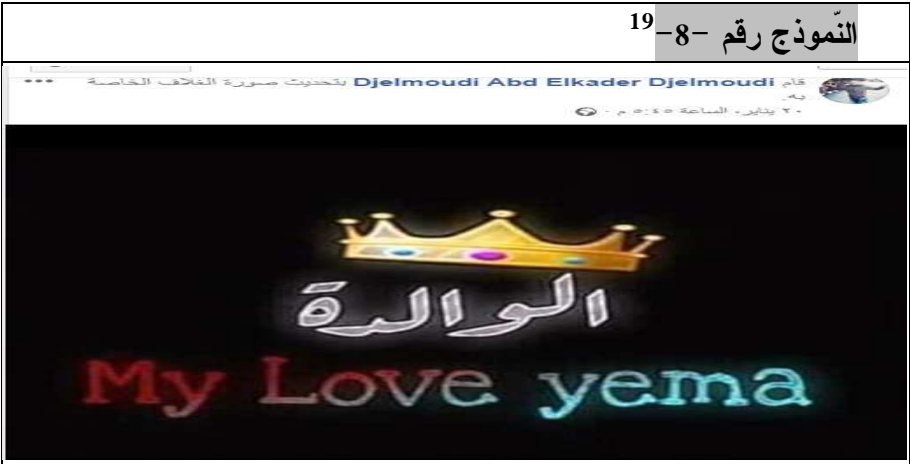 النّموذج رقم -8-19
قام Djelmoudi Abd Elkader Djelmoudi بتحديث صورة الغلاف الخاصة
به.
٢٠ يناير، الساعة ٥:٤٥ م ·
الوالدة
My Love yema